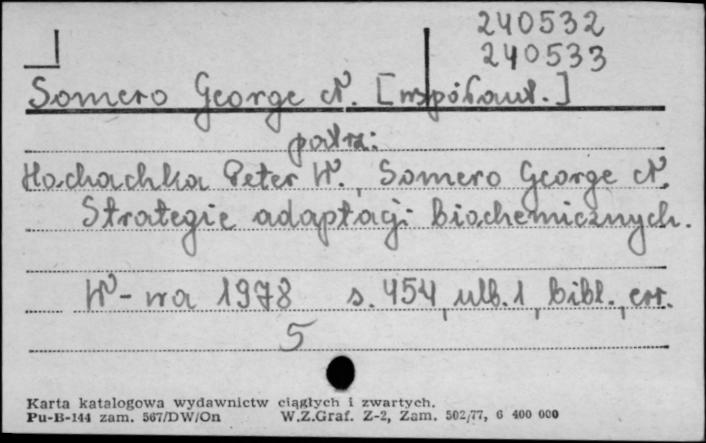 240532
240533
Somero George N. [współaut.]
patrz:
Hochachka Peter W., Somero George N.
Strategie adaptacji biochemicznych.
W-wa 1978 s. 454, ulb. 1, bibl., err.
5
Karta katalogowa wydawnictw ciągłych i zwartych.
Pu-B-144 zam. 567/DW/On W.Z.Graf. Z-2, Zam. 502/77, 6 400 000